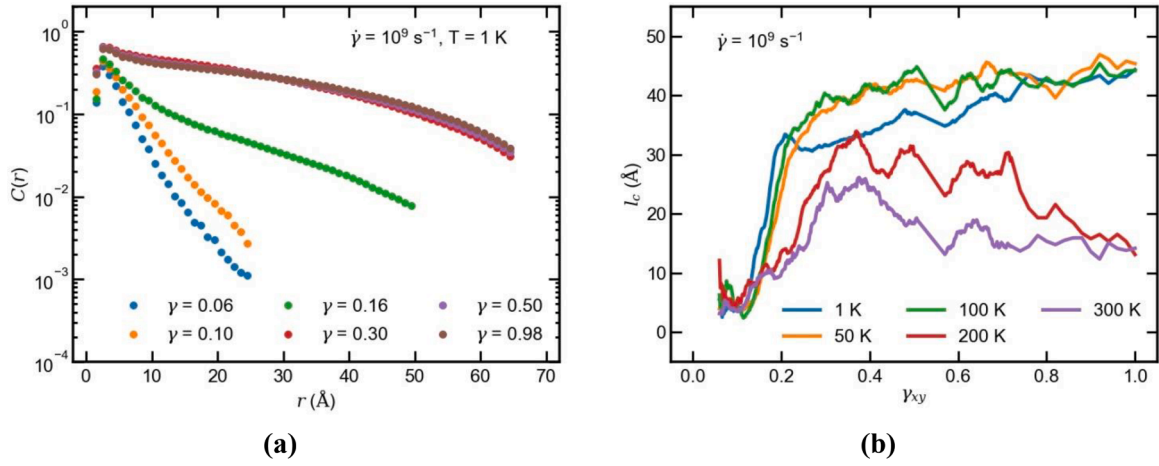 10⁰
10⁻¹
10⁻²
10⁻³
10⁻⁴
C(r)
γ̇ = 10⁹ s⁻¹, T = 1 K
γ = 0.06
γ = 0.10
γ = 0.16
γ = 0.30
γ = 0.50
γ = 0.98
0 10 20 30 40 50 60 70
r (Å)
(a)
50
40
30
20
10
0
l_c (Å)
γ̇ = 10⁹ s⁻¹
1 K
50 K
100 K
200 K
300 K
0.0 0.2 0.4 0.6 0.8 1.0
γ_xy
(b)